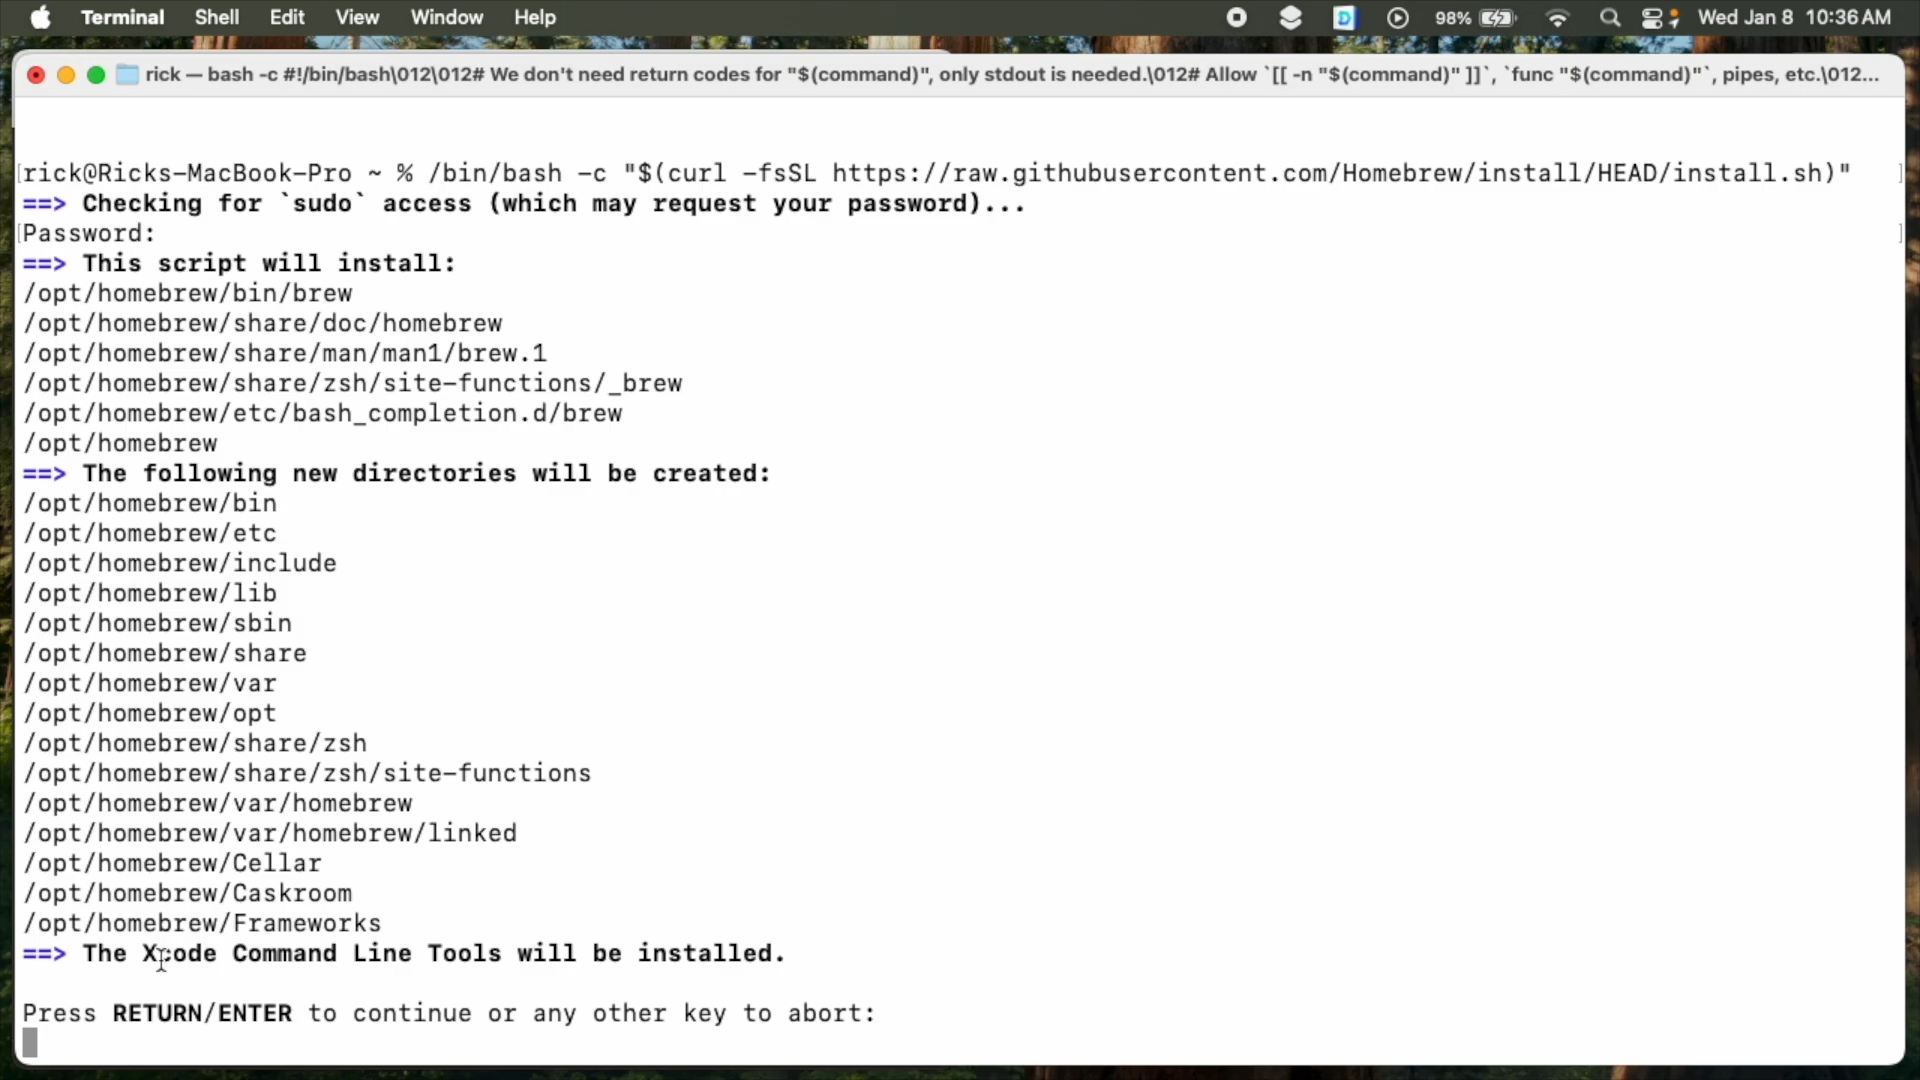 Terminal Shell Edit View Window Help 98% Wed Jan 8 10:36 AM
rick — bash -c #!/bin/bash\012\012# We don't need return codes for "$(command)", only stdout is needed.\012# Allow `[[ -n "$(command)" ]]`, `func "$(command)"`, pipes, etc.\012...
rick@Ricks-MacBook-Pro ~ % /bin/bash -c "$(curl -fsSL https://raw.githubusercontent.com/Homebrew/install/HEAD/install.sh)"
==> Checking for `sudo` access (which may request your password)...
Password:
==> This script will install:
/opt/homebrew/bin/brew
/opt/homebrew/share/doc/homebrew
/opt/homebrew/share/man/man1/brew.1
/opt/homebrew/share/zsh/site-functions/_brew
/opt/homebrew/etc/bash_completion.d/brew
/opt/homebrew
==> The following new directories will be created:
/opt/homebrew/bin
/opt/homebrew/etc
/opt/homebrew/include
/opt/homebrew/lib
/opt/homebrew/sbin
/opt/homebrew/share
/opt/homebrew/var
/opt/homebrew/opt
/opt/homebrew/share/zsh
/opt/homebrew/share/zsh/site-functions
/opt/homebrew/var/homebrew
/opt/homebrew/var/homebrew/linked
/opt/homebrew/Cellar
/opt/homebrew/Caskroom
/opt/homebrew/Frameworks
==> The Xcode Command Line Tools will be installed.
Press RETURN/ENTER to continue or any other key to abort: